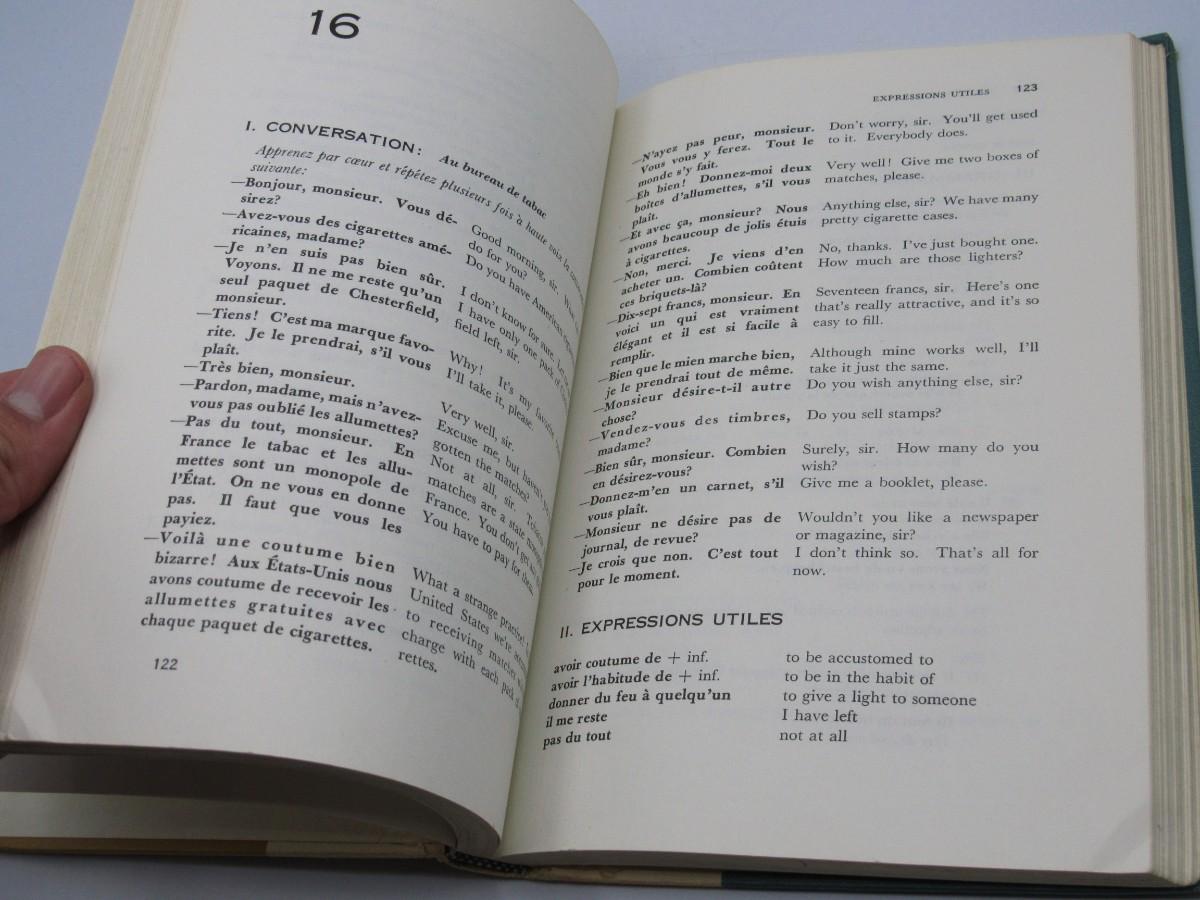 16
I. CONVERSATION: Au bureau de tabac
Apprenez par cœur et répétez plusieurs fois à haute voix la
suivante:
—Bonjour, monsieur. Vous dé-
sirez?
—Avez-vous des cigarettes amé-
ricaines, madame?
—Je n'en suis pas bien sûr.
Voyons. Il ne me reste qu'un
seul paquet de Chesterfield,
monsieur.
—Tiens! C'est ma marque favo-
rite. Je le prendrai, s'il vous
plaît.
—Très bien, monsieur.
—Pardon, madame, mais n'avez-
vous pas oublié les allumettes?
—Pas du tout, monsieur. En
France le tabac et les allu-
mettes sont un monopole de
l'État. On ne vous en donne
pas. Il faut que vous les
payiez.
—Voilà une coutume bien
bizarre! Aux États-Unis nous
avons coutume de recevoir les
allumettes gratuites avec
chaque paquet de cigarettes.
Good morning, sir.
do for you?
Do you have American
I don't know for sure.
I have only one pack of
field left, sir.
Why! It's my favorite
I'll take it, please.
Very well, sir.
Excuse me, but haven't
gotten the matches?
Not at all, sir.
matches are a state
France. You don't get
You have to pay for them.
What a strange practice!
United States we're
to receiving matches
charge with each pack of
rettes.
122
EXPRESSIONS UTILES 123
—N'ayez pas peur, monsieur.
Vous vous y ferez. Tout le
monde s'y fait.
—Eh bien! Donnez-moi deux
boîtes d'allumettes, s'il vous
plaît.
—Et avec ça, monsieur? Nous
avons beaucoup de jolis étuis
à cigarettes.
—Non, merci. Je viens d'en
acheter un. Combien coûtent
ces briquets-là?
—Dix-sept francs, monsieur. En
voici un qui est vraiment
élégant et il est si facile à
remplir.
—Bien que le mien marche bien,
je le prendrai tout de même.
—Monsieur désire-t-il autre
chose?
—Vendez-vous des timbres,
madame?
—Bien sûr, monsieur. Combien
en désirez-vous?
—Donnez-m'en un carnet, s'il
vous plaît.
—Monsieur ne désire pas de
journal, de revue?
—Je crois que non. C'est tout
pour le moment.
Don't worry, sir. You'll get used
to it. Everybody does.
Very well! Give me two boxes of
matches, please.
Anything else, sir? We have many
pretty cigarette cases.
No, thanks. I've just bought one.
How much are those lighters?
Seventeen francs, sir. Here's one
that's really attractive, and it's so
easy to fill.
Although mine works well, I'll
take it just the same.
Do you wish anything else, sir?
Do you sell stamps?
Surely, sir. How many do you
wish?
Give me a booklet, please.
Wouldn't you like a newspaper
or magazine, sir?
I don't think so. That's all for
now.
II. EXPRESSIONS UTILES
avoir coutume de + inf. to be accustomed to
avoir l'habitude de + inf. to be in the habit of
donner du feu à quelqu'un to give a light to someone
il me reste I have left
pas du tout not at all